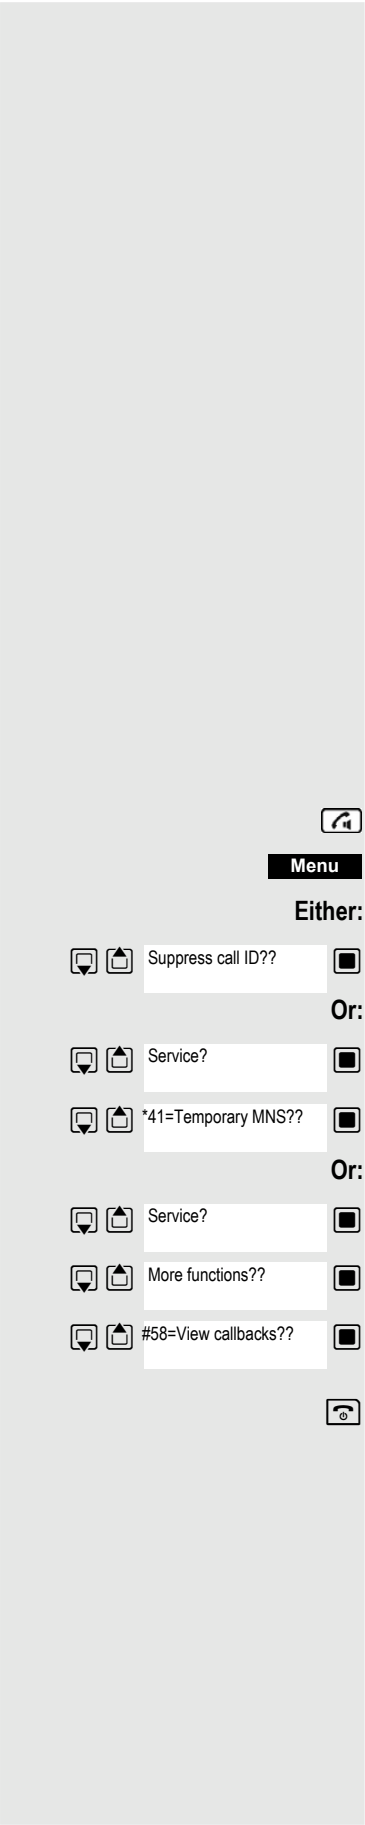 Menu
Either:
Suppress call ID??
Or:
Service?
*41=Temporary MNS??
Or:
Service?
More functions??
#58=View callbacks??